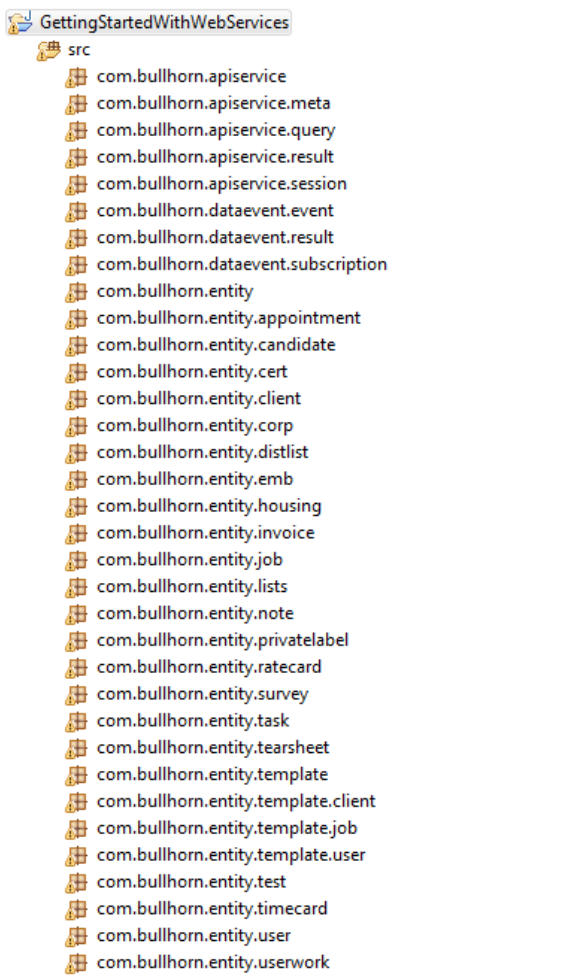 GettingStartedWithWebServices
src
com.bullhorn.apiservice
com.bullhorn.apiservice.meta
com.bullhorn.apiservice.query
com.bullhorn.apiservice.result
com.bullhorn.apiservice.session
com.bullhorn.dataevent.event
com.bullhorn.dataevent.result
com.bullhorn.dataevent.subscription
com.bullhorn.entity
com.bullhorn.entity.appointment
com.bullhorn.entity.candidate
com.bullhorn.entity.cert
com.bullhorn.entity.client
com.bullhorn.entity.corp
com.bullhorn.entity.distlist
com.bullhorn.entity.emb
com.bullhorn.entity.housing
com.bullhorn.entity.invoice
com.bullhorn.entity.job
com.bullhorn.entity.lists
com.bullhorn.entity.note
com.bullhorn.entity.privatelabel
com.bullhorn.entity.ratecard
com.bullhorn.entity.survey
com.bullhorn.entity.task
com.bullhorn.entity.tearsheet
com.bullhorn.entity.template
com.bullhorn.entity.template.client
com.bullhorn.entity.template.job
com.bullhorn.entity.template.user
com.bullhorn.entity.test
com.bullhorn.entity.timecard
com.bullhorn.entity.user
com.bullhorn.entity.userwork